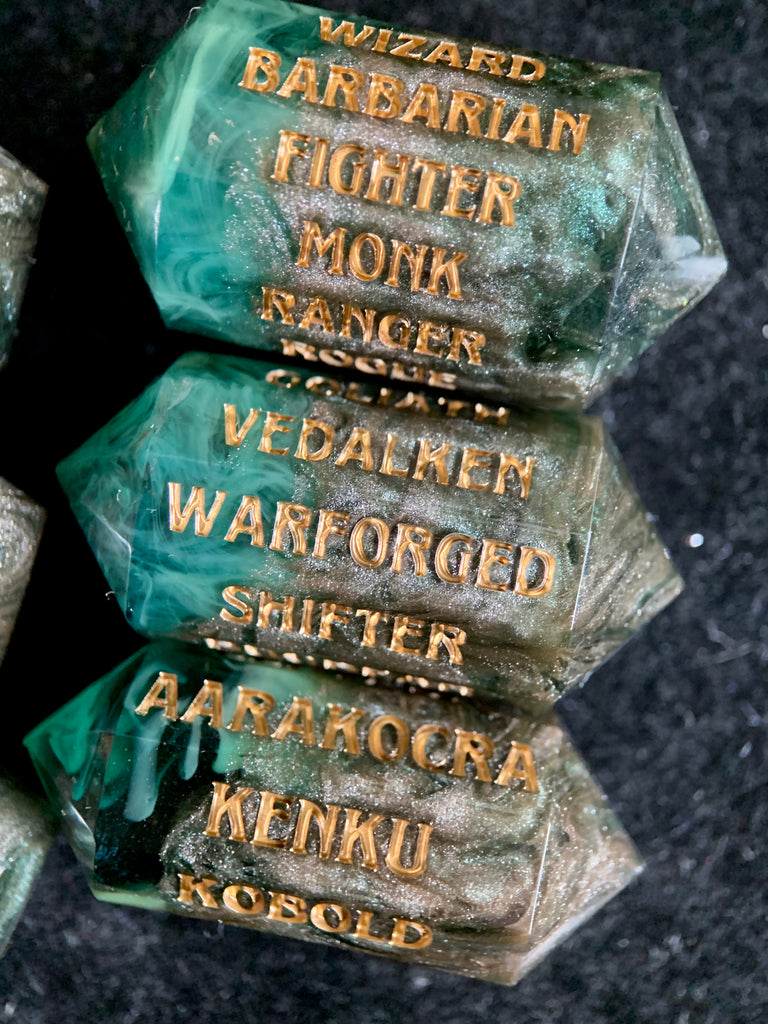 WIZARD
BARBARIAN
FIGHTER
MONK
RANGER
ROGUE
GOLIATH
VEDALKEN
WARFORGED
SHIFTER
AARAKOCRA
KENKU
KOBOLD